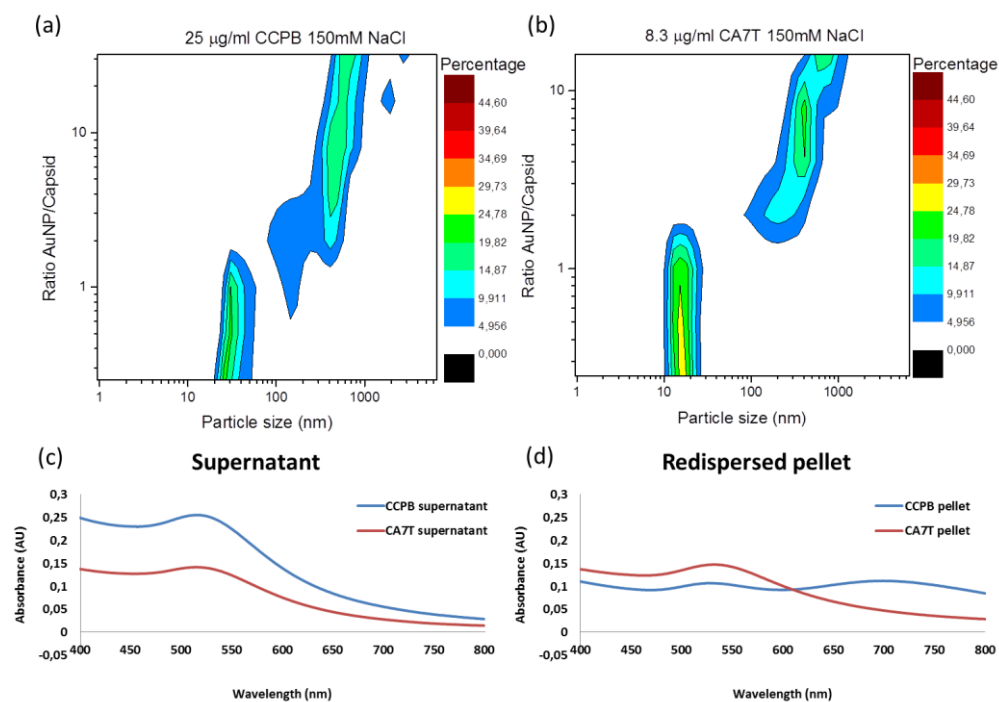 (a)
25 μg/ml CCPB 150mM NaCl
Percentage
44,60
39,64
34,69
29,73
24,78
19,82
14,87
9,911
4,956
0,000
Ratio AuNP/Capsid
10
1
1 10 100 1000
Particle size (nm)
(b)
8.3 μg/ml CA7T 150mM NaCl
Percentage
44,60
39,64
34,69
29,73
24,78
19,82
14,87
9,911
4,956
0,000
Ratio AuNP/Capsid
10
1
1 10 100 1000
Particle size (nm)
(c)
Supernatant
CCPB supernatant
CA7T supernatant
Absorbance (AU)
0,3
0,25
0,2
0,15
0,1
0,05
0
-0,05
400 450 500 550 600 650 700 750 800
Wavelength (nm)
(d)
Redispersed pellet
CCPB pellet
CA7T pellet
Absorbance (AU)
0,3
0,25
0,2
0,15
0,1
0,05
0
-0,05
400 450 500 550 600 650 700 750 800
Wavelength (nm)